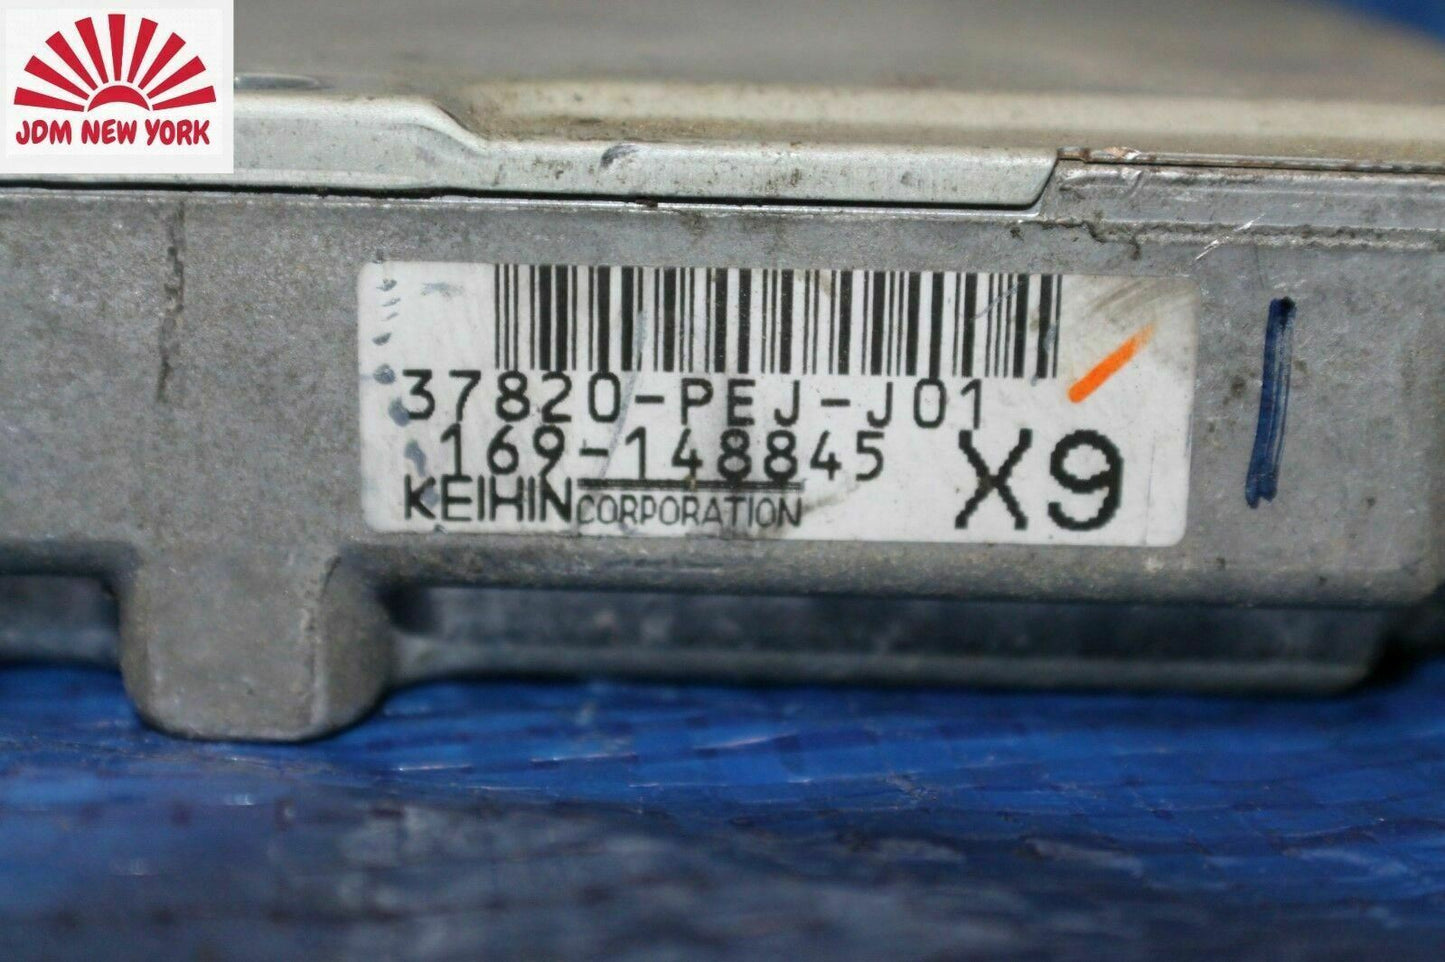 JDM NEW YORK
37820-PEJ-J01
169-148845
KEIHIN CORPORATION
X9